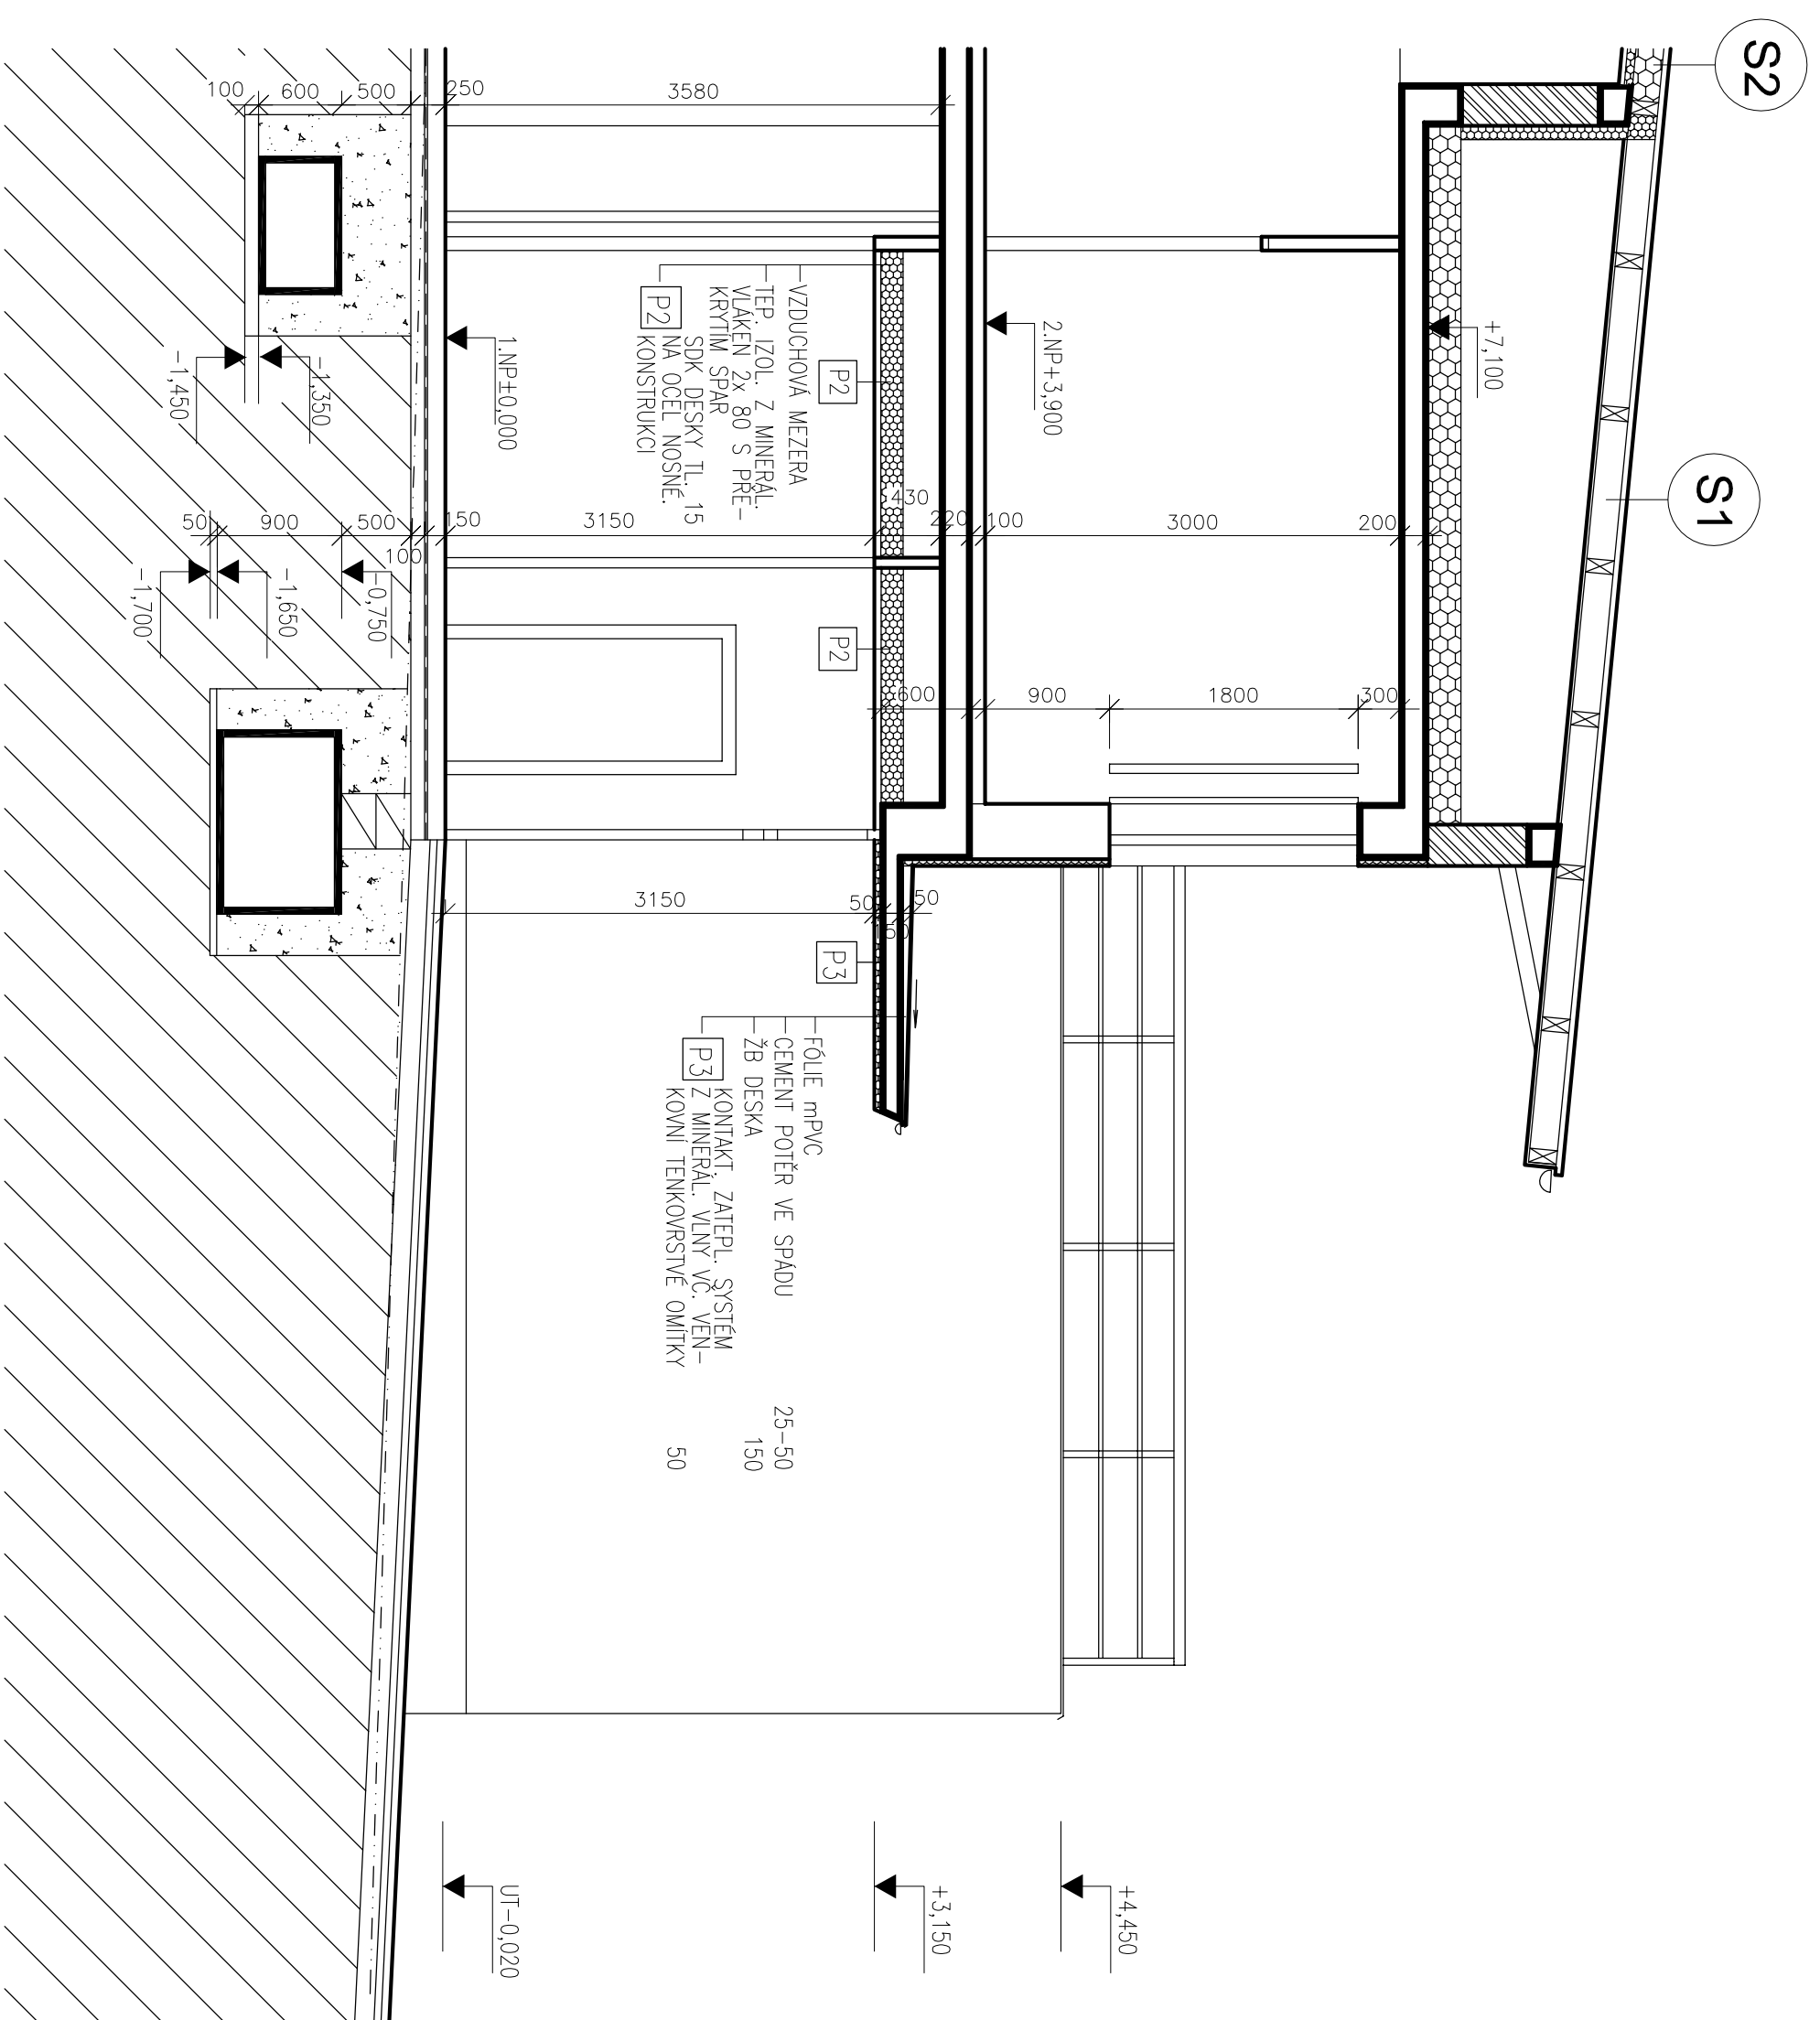 S2
S1
+7,100
2.NP+3,900
1.NP±0,000
100
600
500
250
3580
-1,350
-1,450
P2
VZDUCHOVÁ MEZERA
TEP. IZOL. Z MINERÁL.
VLÁKEN 2x 80 S PŘE-
KRYTÍM SPAR
SDK DESKY TL. 15
P2 NA OCEL NOSNÉ.
KONSTRUKCI
50
900
500
100
150
3150
430
220
100
3000
200
-0,750
-1,650
-1,700
P2
600
900
1800
300
3150
50
150
50
P3
FÓLIE mPVC
CEMENT POTĚR VE SPÁDU 25-50
ŽB DESKA 150
KONTAKT. ZATEPL. SYSTÉM
P3 Z MINERÁL. VLNY VČ. VEN-
KOVNÍ TENKOVRSTVÉ OMÍTKY 50
+4,450
+3,150
UT-0,020